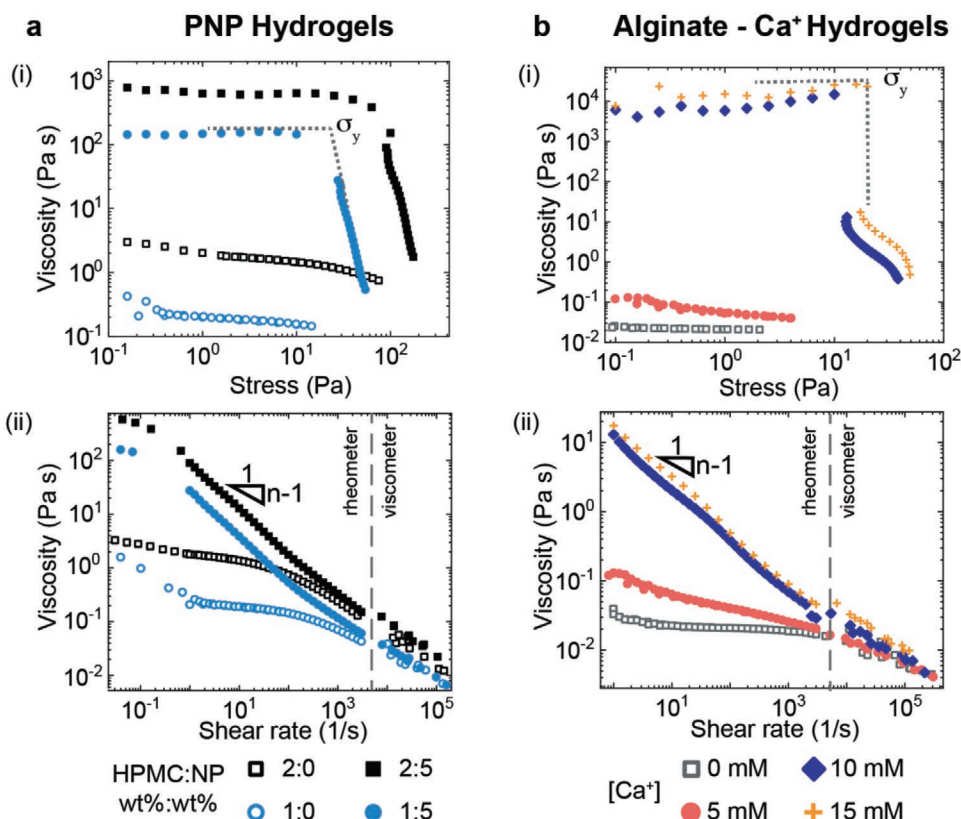 a PNP Hydrogels
b Alginate - Ca⁺ Hydrogels
(i)
Viscosity (Pa s)
10³
10²
10¹
10⁰
10⁻¹
σy
10⁻¹ 10⁰ 10¹ 10²
Stress (Pa)
(i)
Viscosity (Pa s)
10⁴
10³
10²
10¹
10⁰
10⁻¹
10⁻²
σy
10⁻¹ 10⁰ 10¹ 10²
Stress (Pa)
(ii)
Viscosity (Pa s)
10²
10¹
10⁰
10⁻¹
10⁻²
1
n-1
rheometer
viscometer
10⁻¹ 10¹ 10³ 10⁵
Shear rate (1/s)
(ii)
Viscosity (Pa s)
10¹
10⁰
10⁻¹
10⁻²
1
n-1
rheometer
viscometer
10¹ 10³ 10⁵
Shear rate (1/s)
HPMC:NP
wt%:wt%
2:0 2:5
1:0 1:5
[Ca⁺]
0 mM 10 mM
5 mM 15 mM